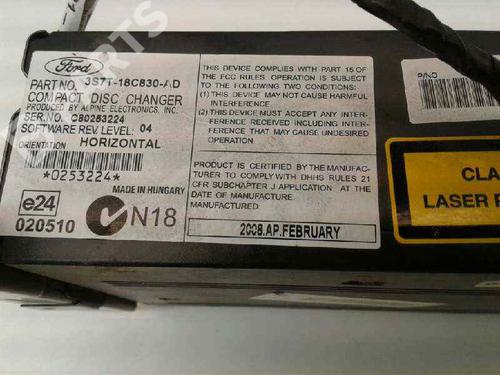 Ford
PART NO. 3S7T-18C830-AD
COMPACT DISC CHANGER
PRODUCED BY ALPINE ELECTRONICS, INC.
SER.NO. C80253224
SOFTWARE REV. LEVEL: 04
ORIENTATION HORIZONTAL
*0253224*
MADE IN HUNGARY
e24
020510
N18
THIS DEVICE COMPLIES WITH PART 15 OF
THE FCC RULES. OPERATION IS SUBJECT
TO THE FOLLOWING TWO CONDITIONS:
(1) THIS DEVICE MAY NOT CAUSE HARMFUL
INTERFERENCE.
(2) THIS DEVICE MUST ACCEPT ANY INTERFER-
ENCE RECEIVED, INCLUDING INTERFERENCE
THAT MAY CAUSE UNDESIRED
OPERATION
PRODUCT IS CERTIFIED BY THE MANUFAC-
TURER TO COMPLY WITH DHHS RULES 21
CFR SUBCHAPTER J APPLICATION AT THE
DATE OF MANUFACTURE.
MANUFACTURED:
2008.AP.FEBRUARY
P/NO
CLA
LASER P